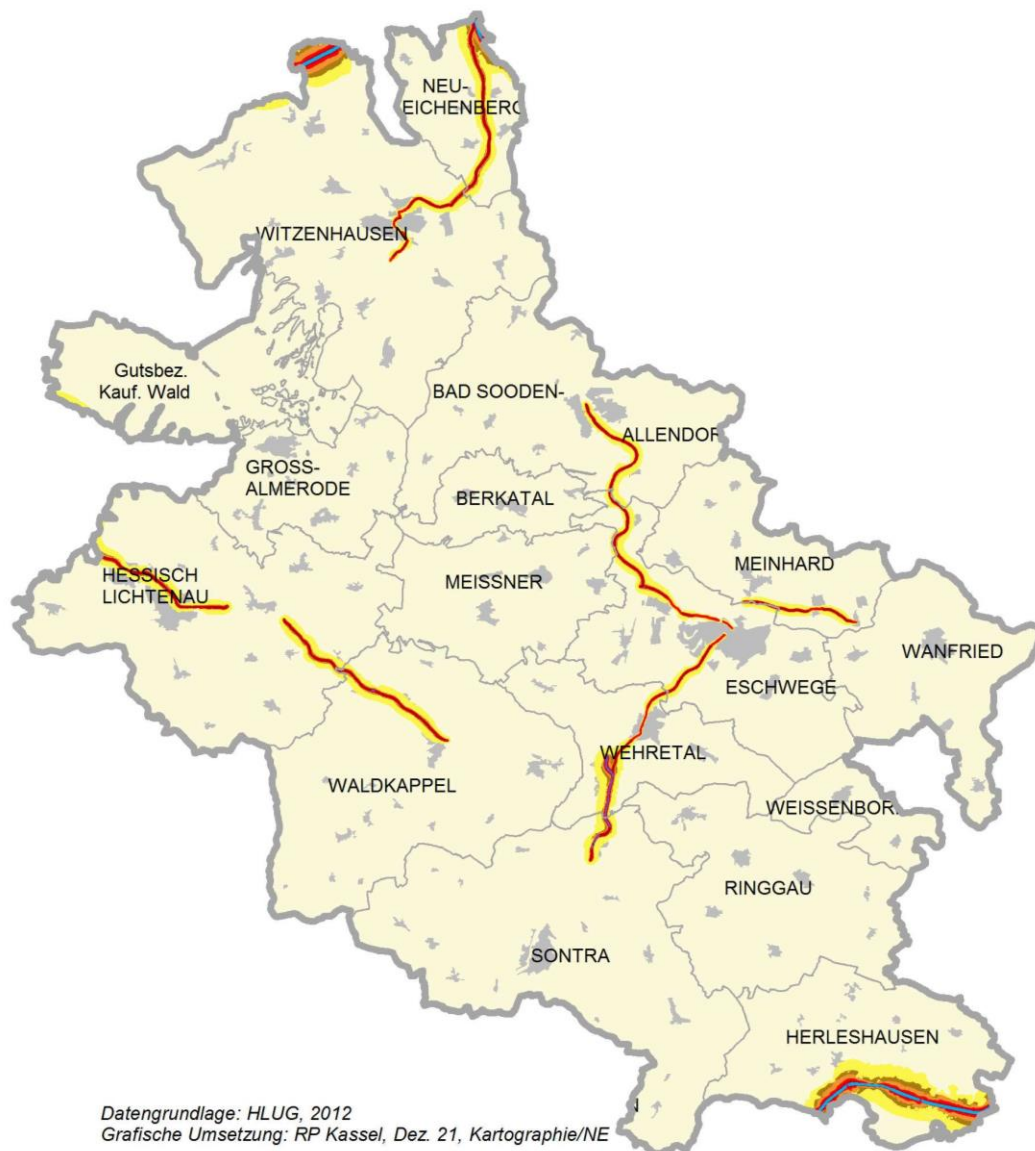 NEU-
EICHENBERG
WITZENHAUSEN
Gutsbez.
Kauf. Wald
BAD SOODEN-
ALLENDOR
GROSS-
ALMERODE
BERKATAL
HESSISCH
LICHTENAU
MEISSNER
MEINHARD
WANFRIED
ESCHWEGE
WEHRETAL
WALDKAPPEL
WEISSENBOR.
RINGGAU
SONTRA
HERLESHAUSEN
N
Datengrundlage: HLUG, 2012
Grafische Umsetzung: RP Kassel, Dez. 21, Kartographie/NE